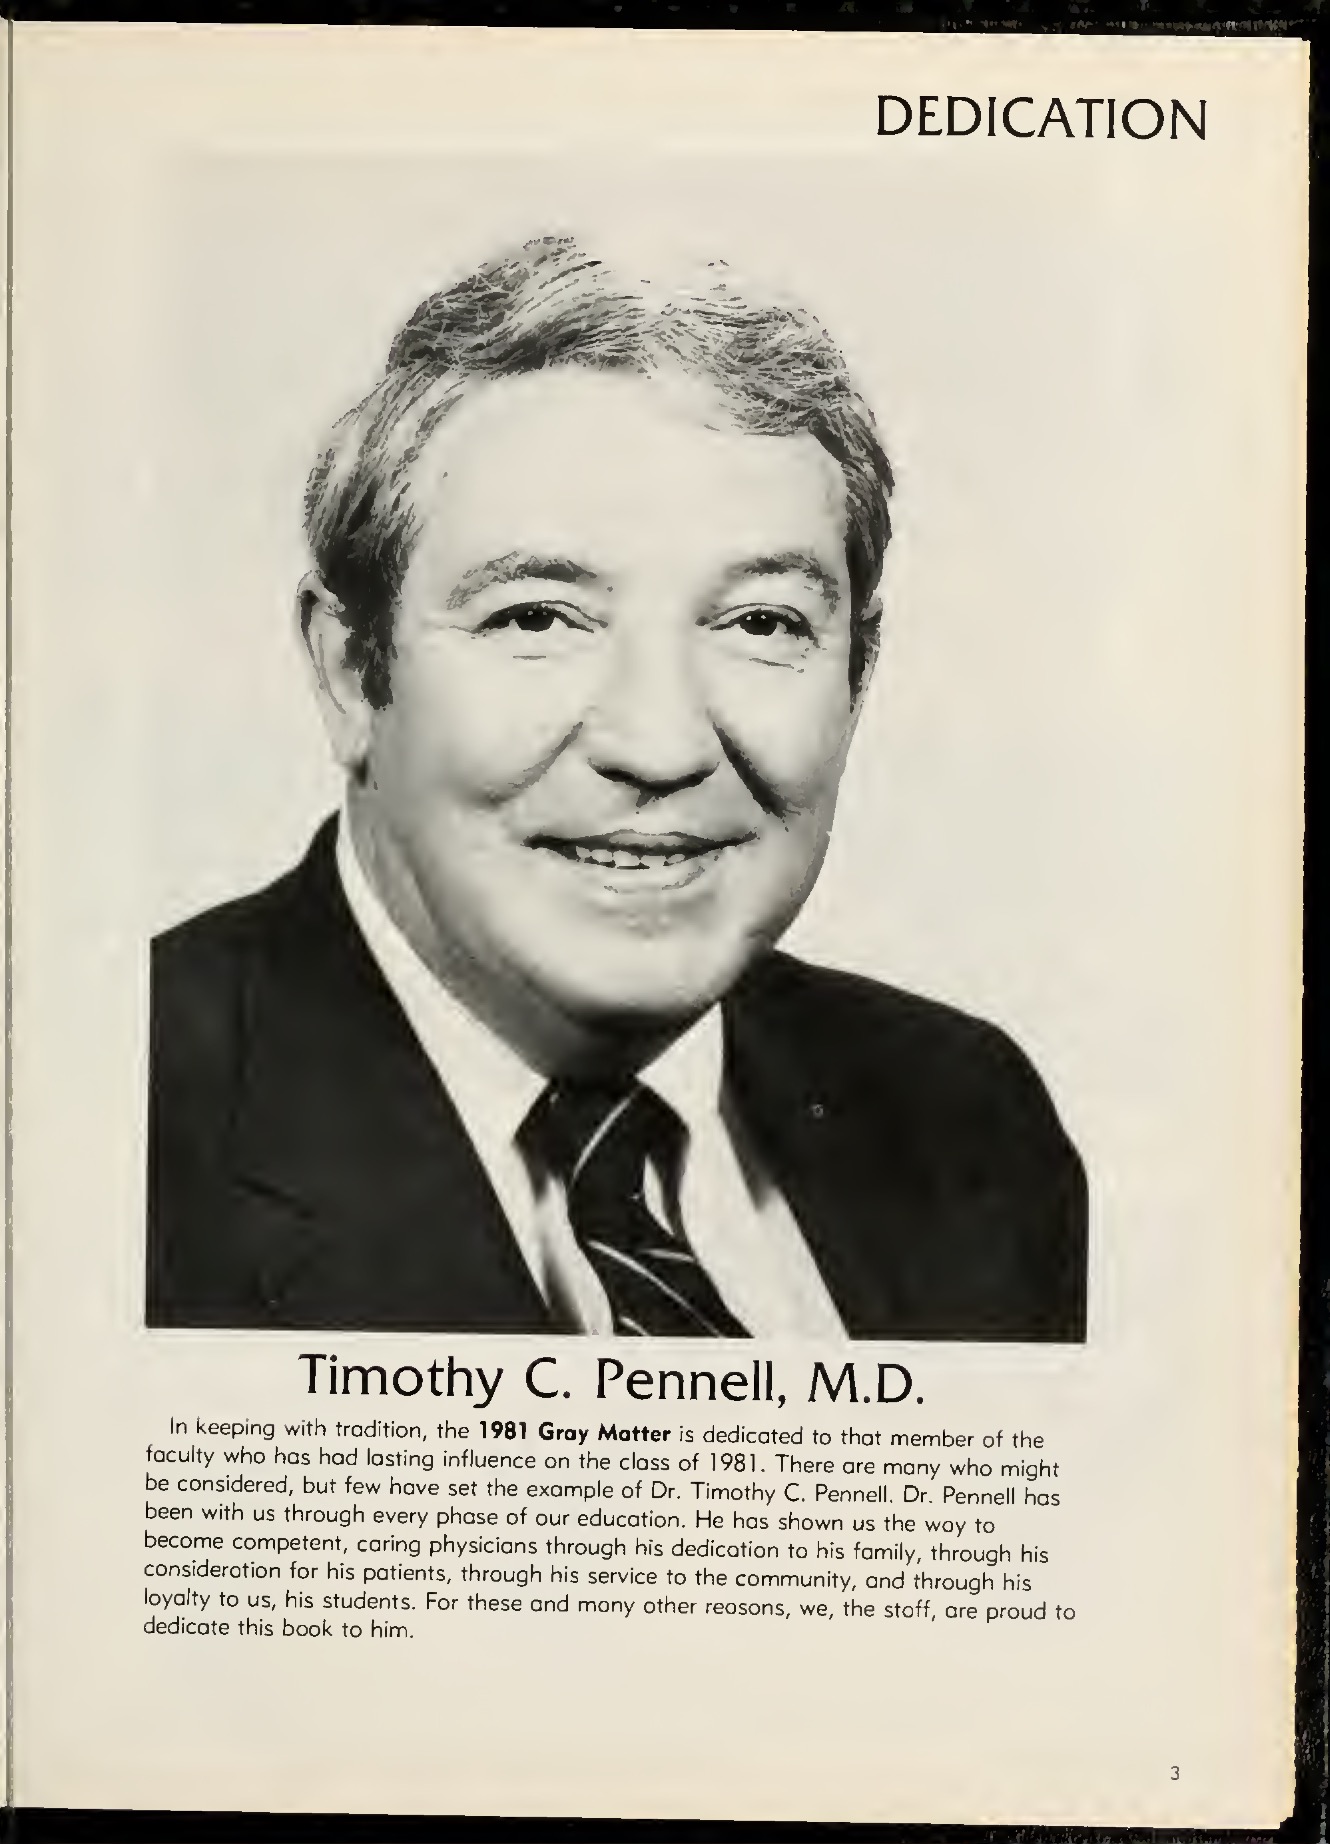 DEDICATION
Timothy C. Pennell, M.D.
In keeping with tradition, the 1981 Gray Matter is dedicated to that member of the
faculty who has had lasting influence on the class of 1981. There are many who might
be considered, but few have set the example of Dr. Timothy C. Pennell. Dr. Pennell has
been with us through every phase of our education. He has shown us the way to
become competent, caring physicians through his dedication to his family, through his
consideration for his patients, through his service to the community, and through his
loyalty to us, his students. For these and many other reasons, we, the staff, are proud to
dedicate this book to him.
3